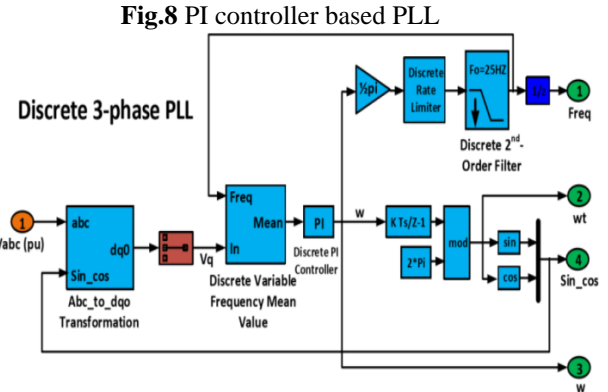 Fig.8 PI controller based PLL
Discrete 3-phase PLL
½pi
Discrete
Rate
Limiter
Fo=25HZ
Discrete 2nd-
Order Filter
1/z
1
Freq
1
Vabc (pu)
abc
dq0
Sin_cos
Abc_to_dqo
Transformation
Vq
Freq
Mean
In
Discrete Variable
Frequency Mean
Value
PI
Discrete PI
Controller
w
K Ts/Z-1
2*Pi
mod
sin
cos
2
wt
4
Sin_cos
3
w